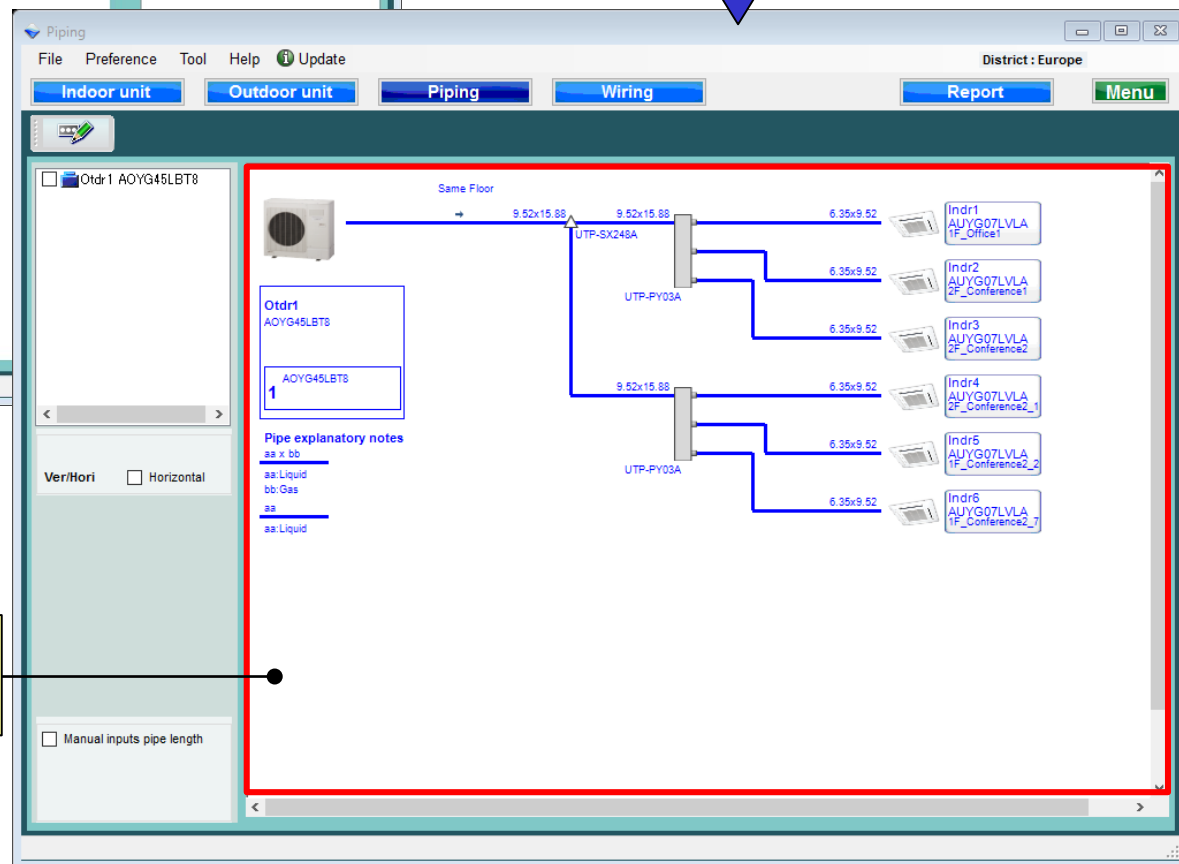 Piping
File Preference Tool Help Update District : Europe
Indoor unit Outdoor unit Piping Wiring Report Menu
Otdr1 AOYG45LBT8
Ver/Hori Horizontal
Manual inputs pipe length
Same Floor
9.52x15.88
UTP-SX248A
9.52x15.88
UTP-PY03A
Otdr1
AOYG45LBT8
AOYG45LBT8
1
Pipe explanatory notes
aa x bb
aa:Liquid
bb:Gas
aa
aa:Liquid
9.52x15.88
UTP-PY03A
6.35x9.52
Indr1
AUYG07LVLA
1F_Office1
6.35x9.52
Indr2
AUYG07LVLA
2F_Conference1
6.35x9.52
Indr3
AUYG07LVLA
2F_Conference2
6.35x9.52
Indr4
AUYG07LVLA
2F_Conference2_1
6.35x9.52
Indr5
AUYG07LVLA
1F_Conference2_2
6.35x9.52
Indr6
AUYG07LVLA
1F_Conference2_7